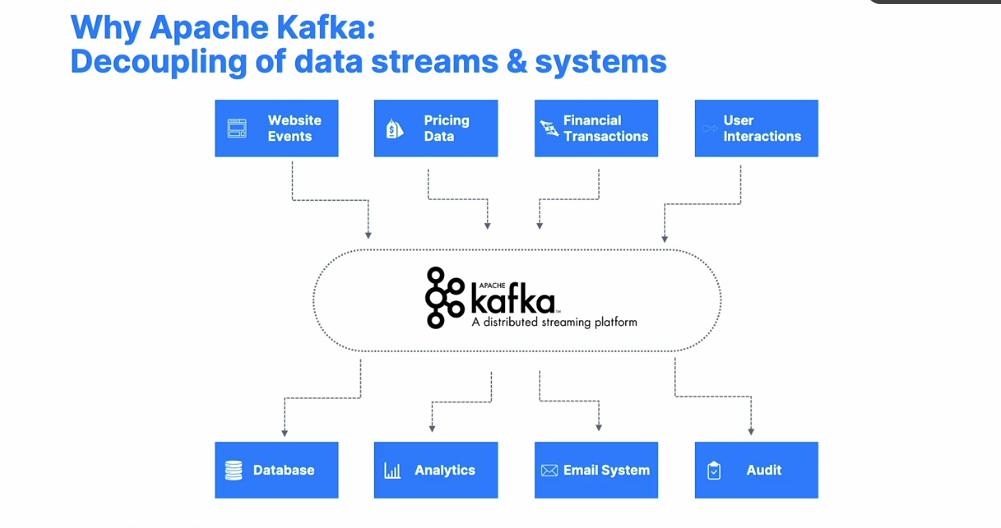 Why Apache Kafka:
Decoupling of data streams & systems
Website
Events
Pricing
Data
Financial
Transactions
User
Interactions
APACHE
kafka
A distributed streaming platform
Database
Analytics
Email System
Audit